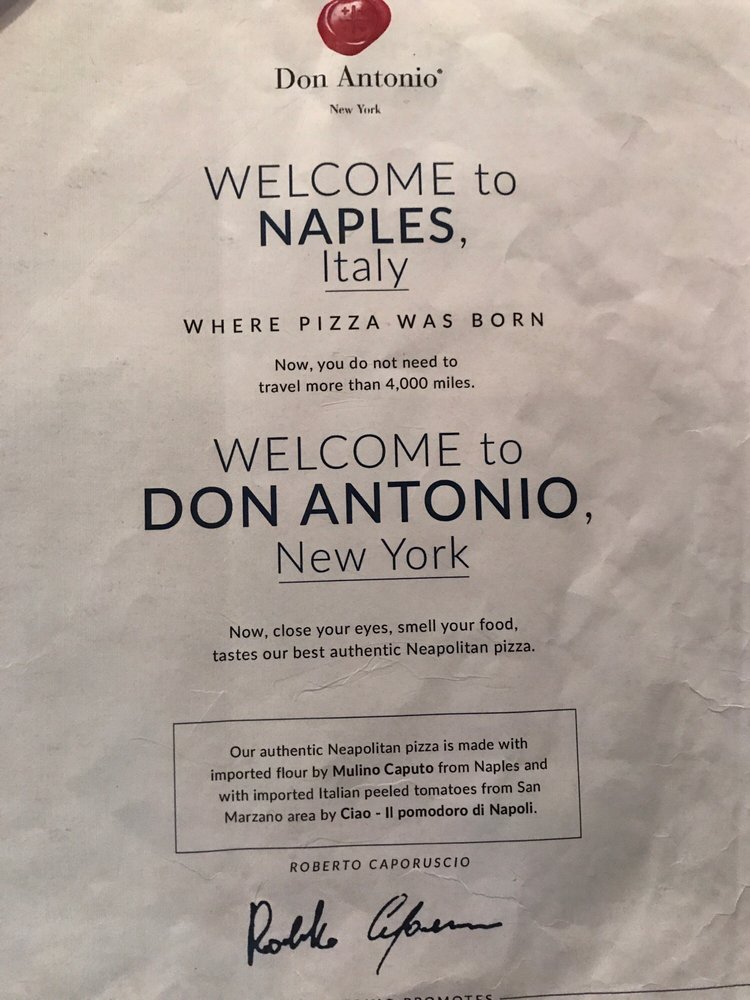 Don Antonio®
New York
WELCOME to
NAPLES,
Italy
WHERE PIZZA WAS BORN
Now, you do not need to
travel more than 4,000 miles.
WELCOME to
DON ANTONIO,
New York
Now, close your eyes, smell your food,
tastes our best authentic Neapolitan pizza.
Our authentic Neapolitan pizza is made with
imported flour by Mulino Caputo from Naples and
with imported Italian peeled tomatoes from San
Marzano area by Ciao - Il pomodoro di Napoli.
ROBERTO CAPORUSCIO
PROMOTES